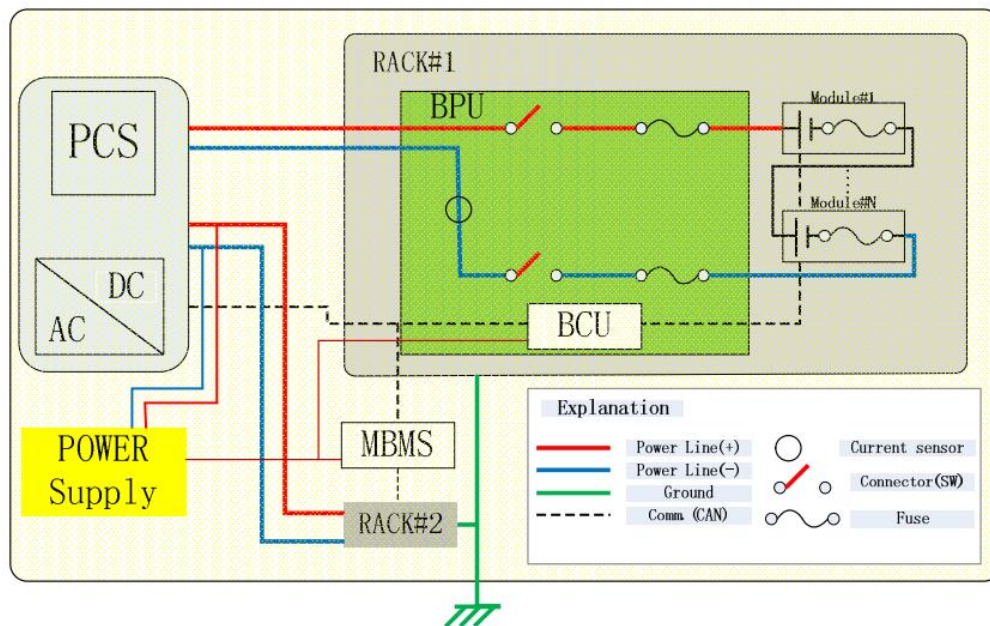 RACK#1
BPU
PCS
Module#1
Module#N
DC
AC
BCU
POWER
Supply
MBMS
RACK#2
Explanation
Power Line(+)
Power Line(-)
Ground
Comm. (CAN)
Current sensor
Connector(SW)
Fuse